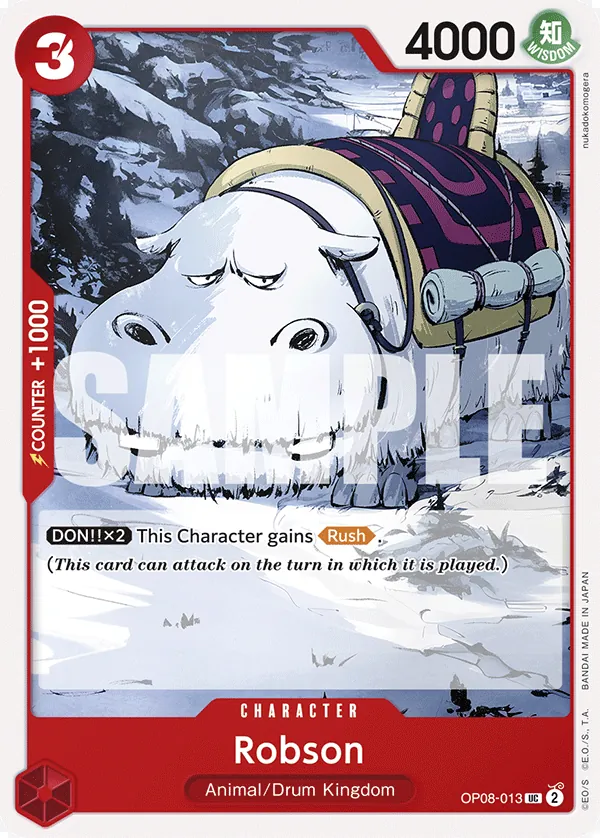 3
4000
知
WISDOM
nukadokomogera
COUNTER +1000
SAMPLE
DON!!×2 This Character gains Rush.
(This card can attack on the turn in which it is played.)
CHARACTER
Robson
Animal/Drum Kingdom
OP08-013 UC 2
©EO/S ©E.O./S., T.A. BANDAI MADE IN JAPAN